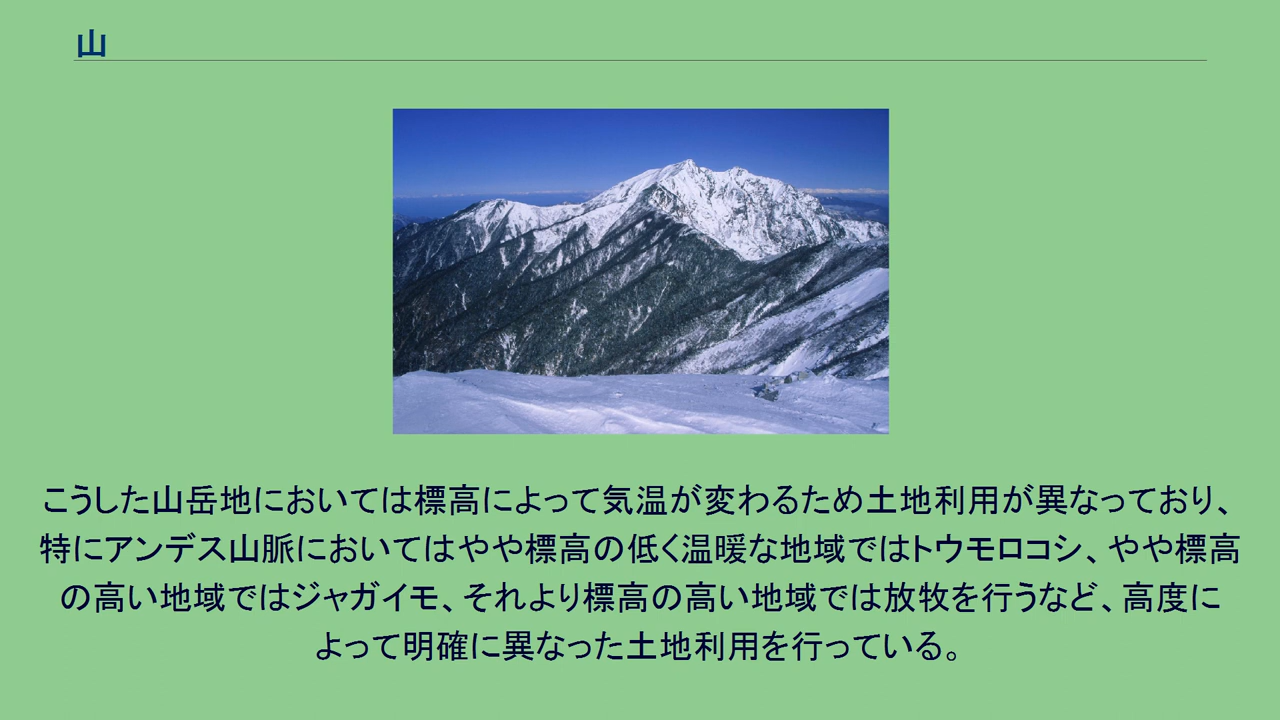 山
こうした山岳地においては標高によって気温が変わるため土地利用が異なっており、
特にアンデス山脈においてはやや標高の低く温暖な地域ではトウモロコシ、やや標高
の高い地域ではジャガイモ、それより標高の高い地域では放牧を行うなど、高度に
よって明確に異なった土地利用を行っている。